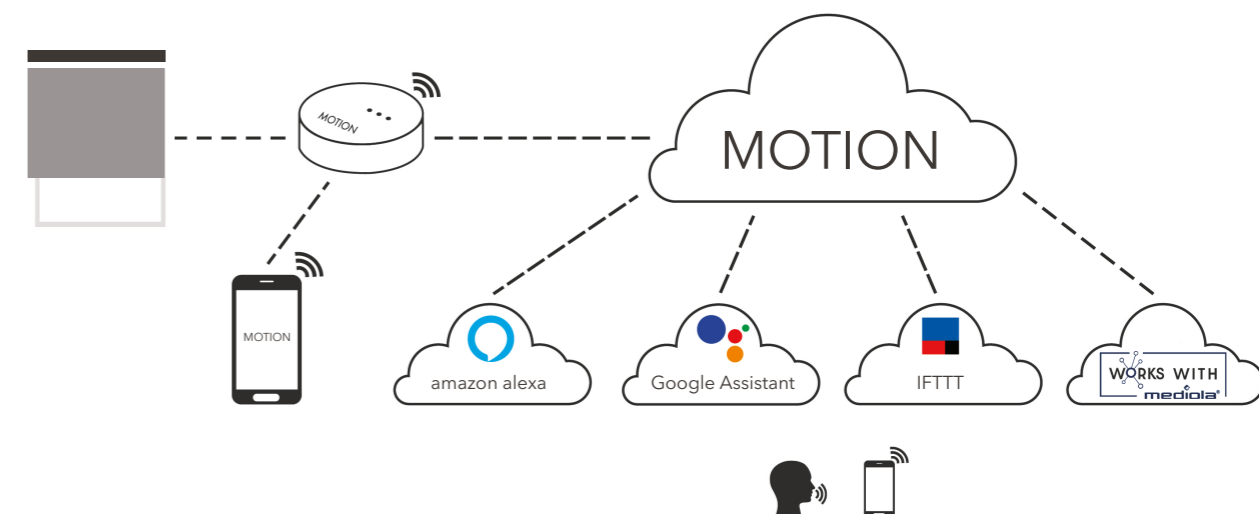 MOTION
MOTION
MOTION
amazon alexa
Google Assistant
IFTTT
WORKS WITH
mediola®